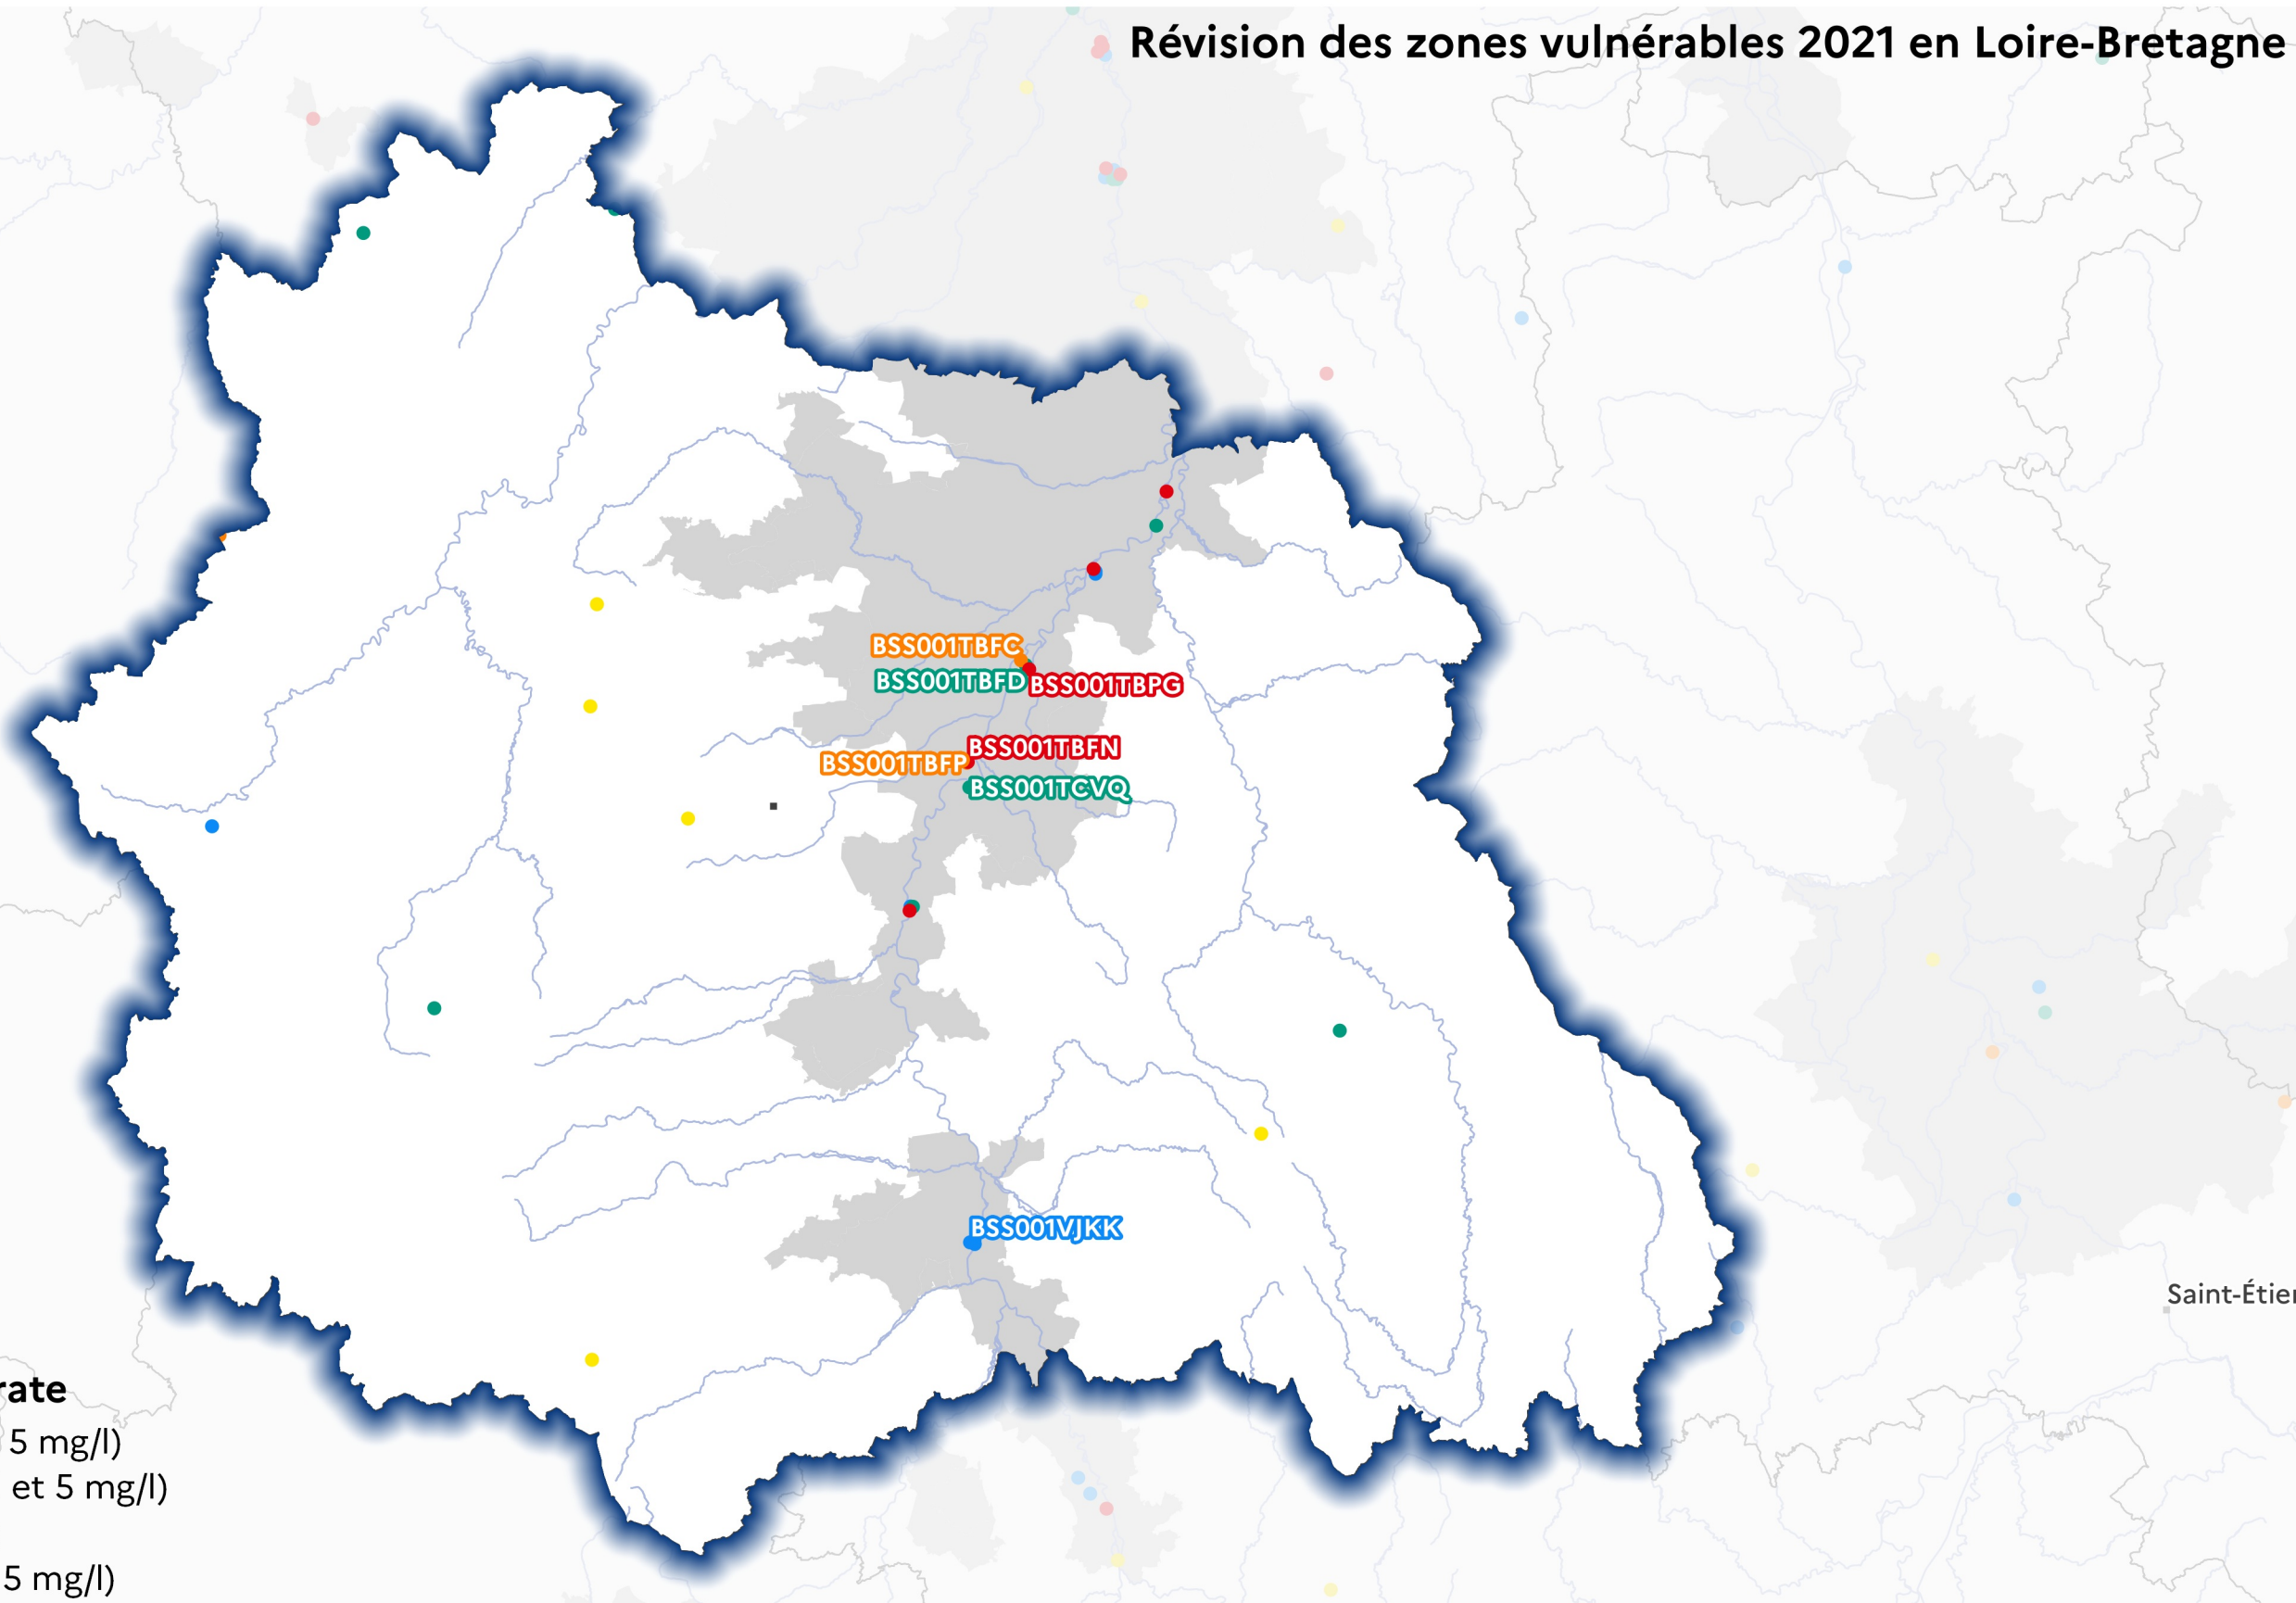 Révision des zones vulnérables 2021 en Loire-Bretagne
BSS001TBFC
BSS001TBFD
BSS001TBPG
BSS001TBFN
BSS001TBFP
BSS001TCVQ
BSS001VJKK
Saint-Étier
rate
5 mg/l)
et 5 mg/l)
5 mg/l)